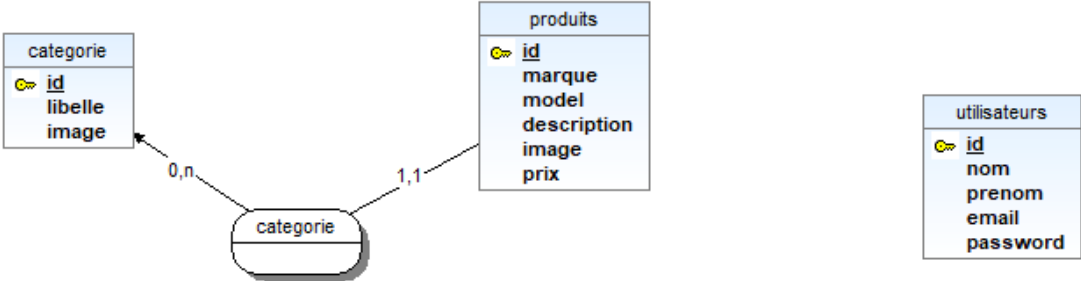 categorie
id
libelle
image
0,n
categorie
1,1
produits
id
marque
model
description
image
prix
utilisateurs
id
nom
prenom
email
password